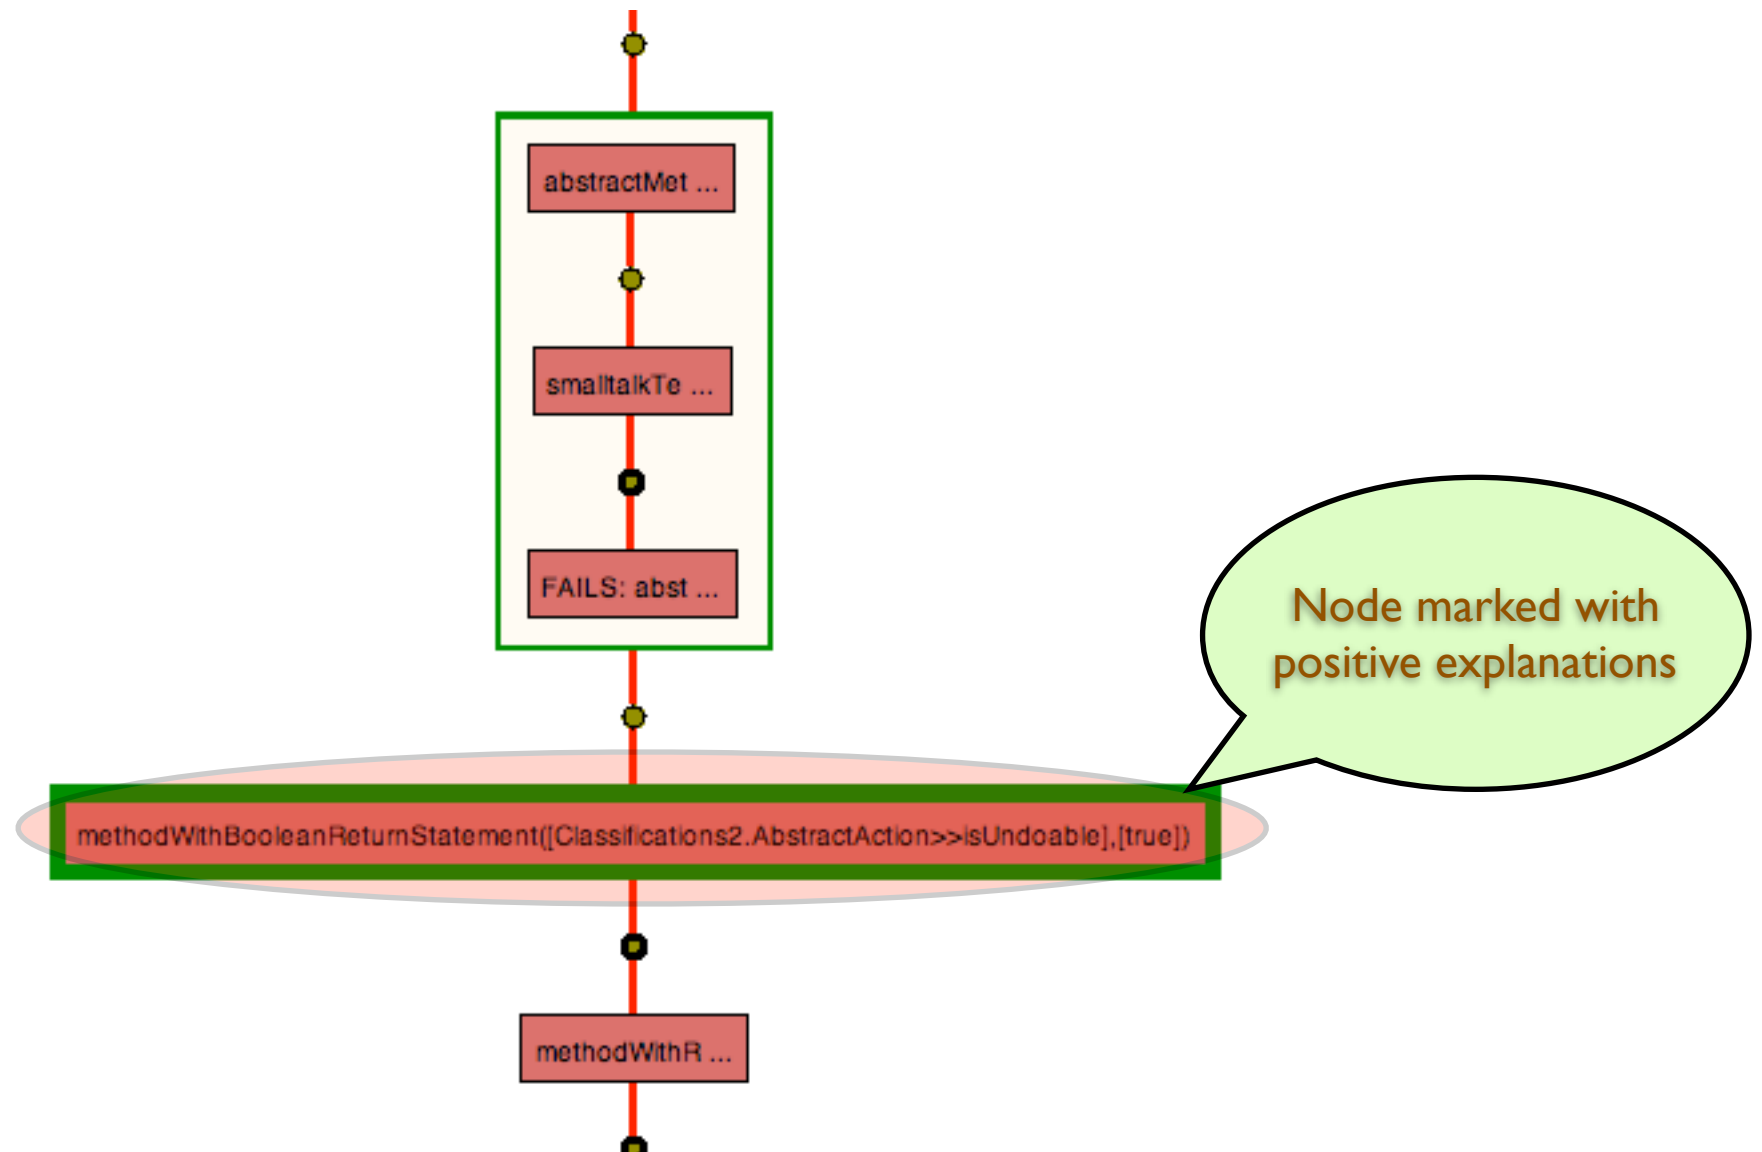 abstractMet ...
smalltalkTe ...
FAILS: abst ...
Node marked with
positive explanations
methodWithBooleanReturnStatement([Classifications2.AbstractAction>>isUndoable],[true])
methodWithR ...